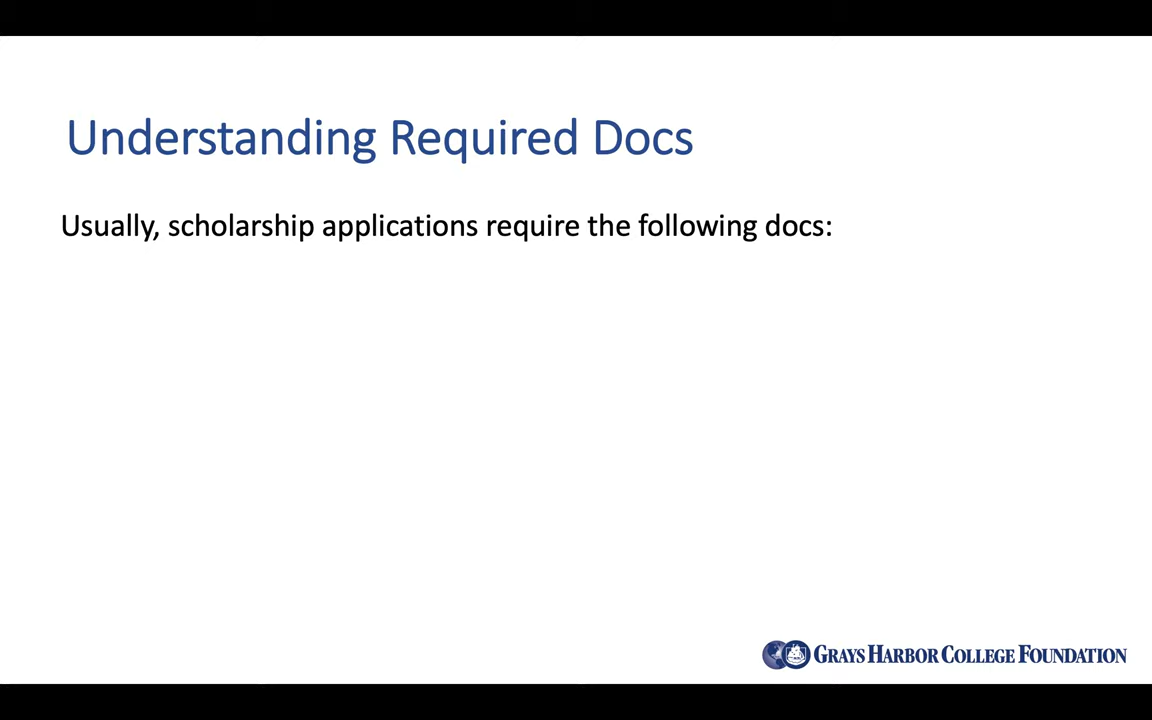 Understanding Required Docs
Usually, scholarship applications require the following docs:
GRAYS HARBOR COLLEGE FOUNDATION